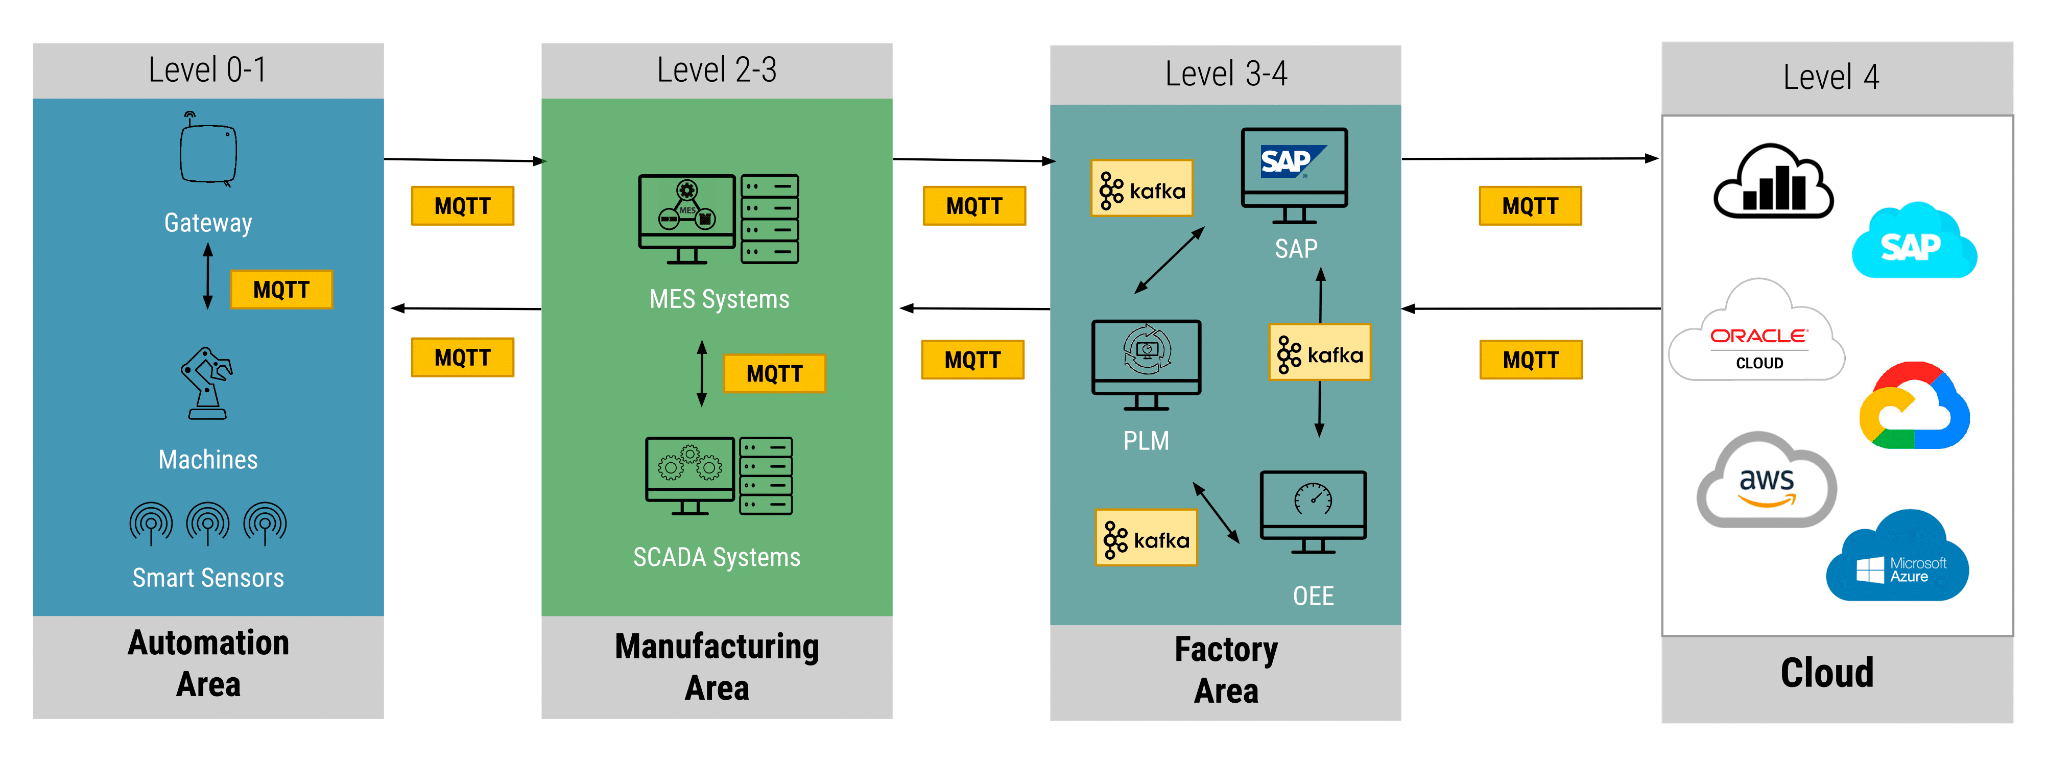 Level 0-1
Gateway
MQTT
Machines
Smart Sensors
Automation
Area
MQTT
MQTT
Level 2-3
MES
MES Systems
MQTT
SCADA Systems
Manufacturing
Area
MQTT
MQTT
Level 3-4
kafka
SAP
SAP
kafka
PLM
kafka
OEE
Factory
Area
MQTT
MQTT
Level 4
SAP
ORACLE
CLOUD
aws
Microsoft
Azure
Cloud